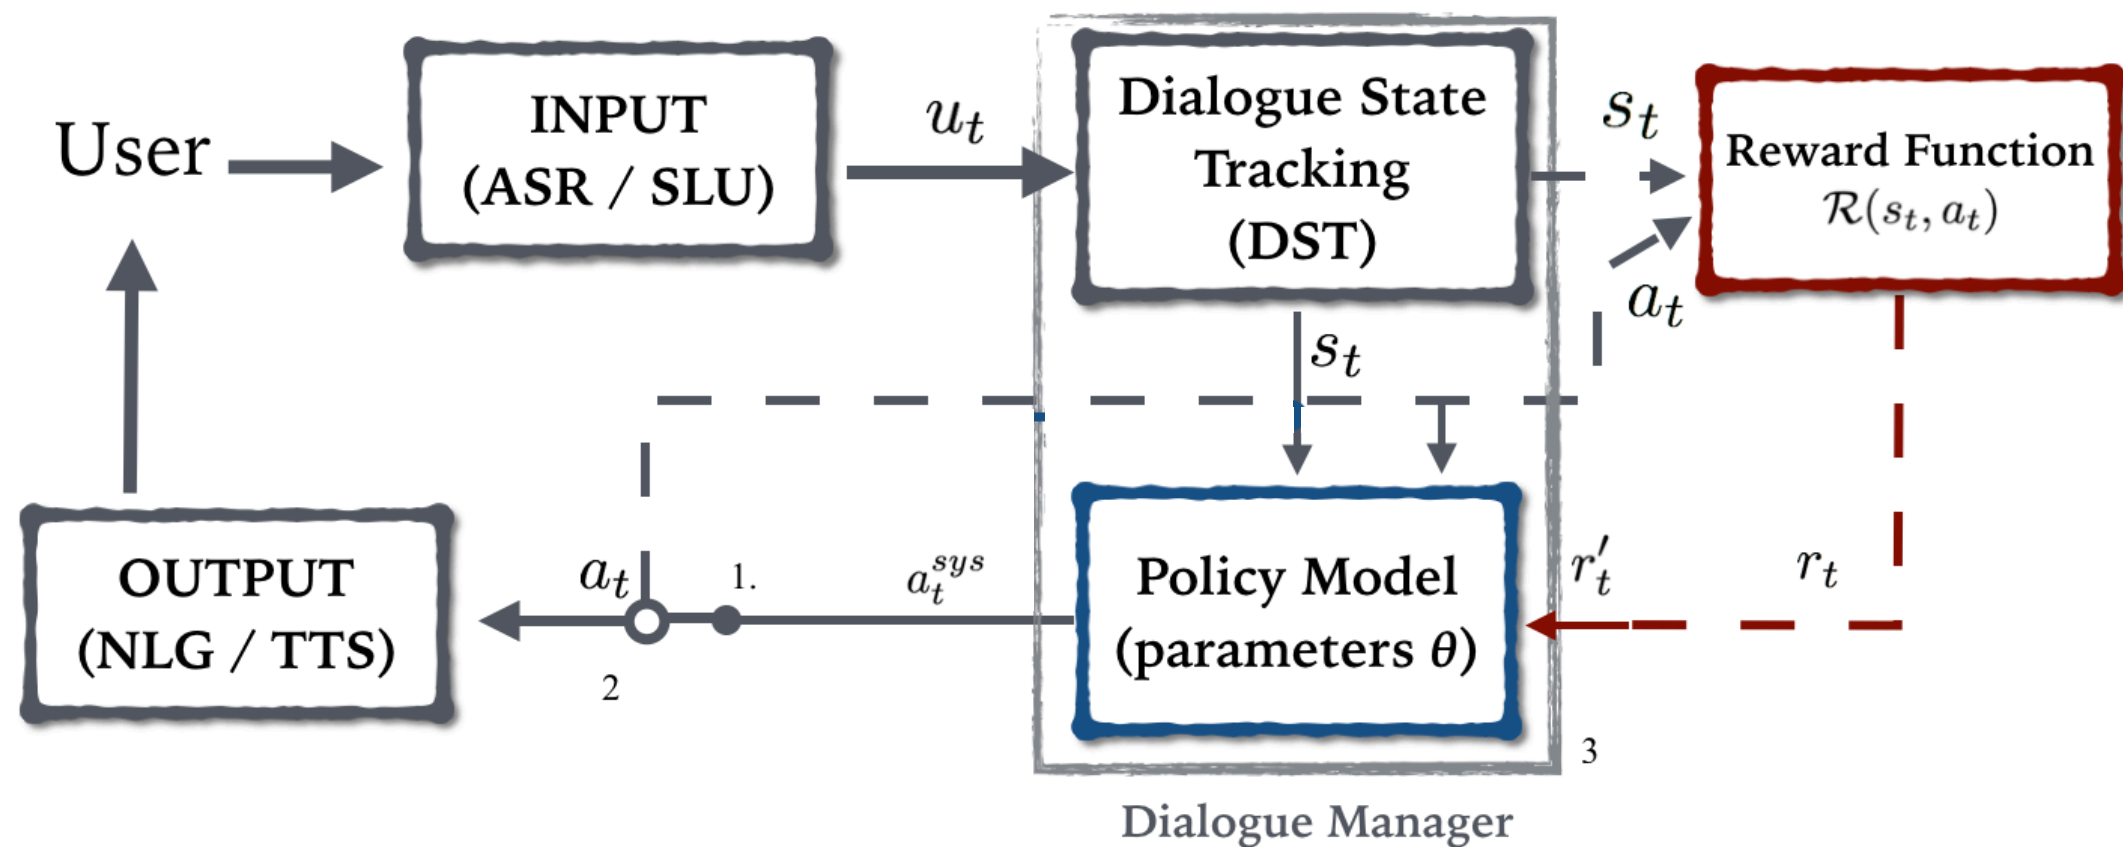 User
INPUT
(ASR / SLU)
u_t
Dialogue State
Tracking
(DST)
s_t
Reward Function
R(s_t, a_t)
a_t
s_t
OUTPUT
(NLG / TTS)
a_t
1.
a_t^{sys}
2
Policy Model
(parameters θ)
r'_t
r_t
3
Dialogue Manager